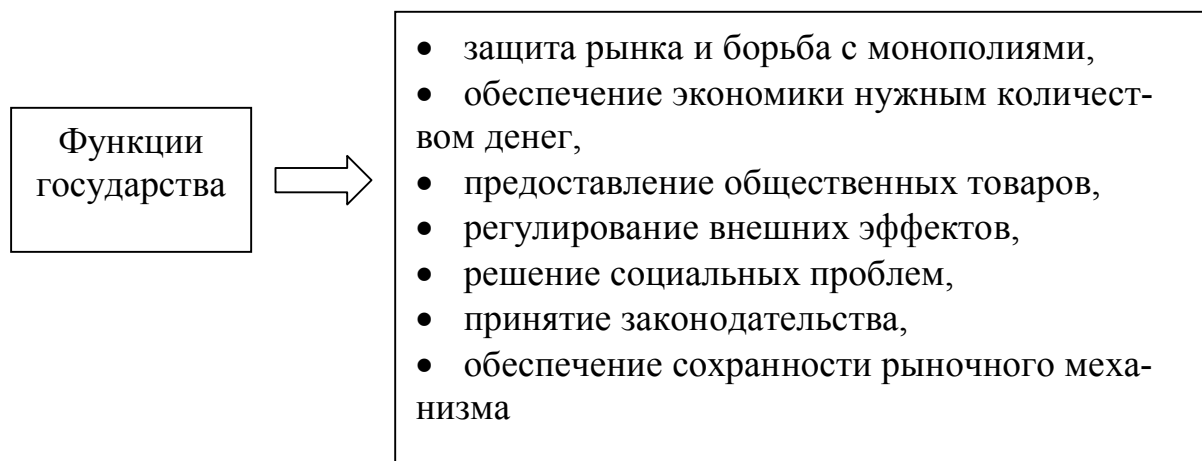 Функции
государства
• защита рынка и борьба с монополиями,
• обеспечение экономики нужным количест-
вом денег,
• предоставление общественных товаров,
• регулирование внешних эффектов,
• решение социальных проблем,
• принятие законодательства,
• обеспечение сохранности рыночного меха-
низма